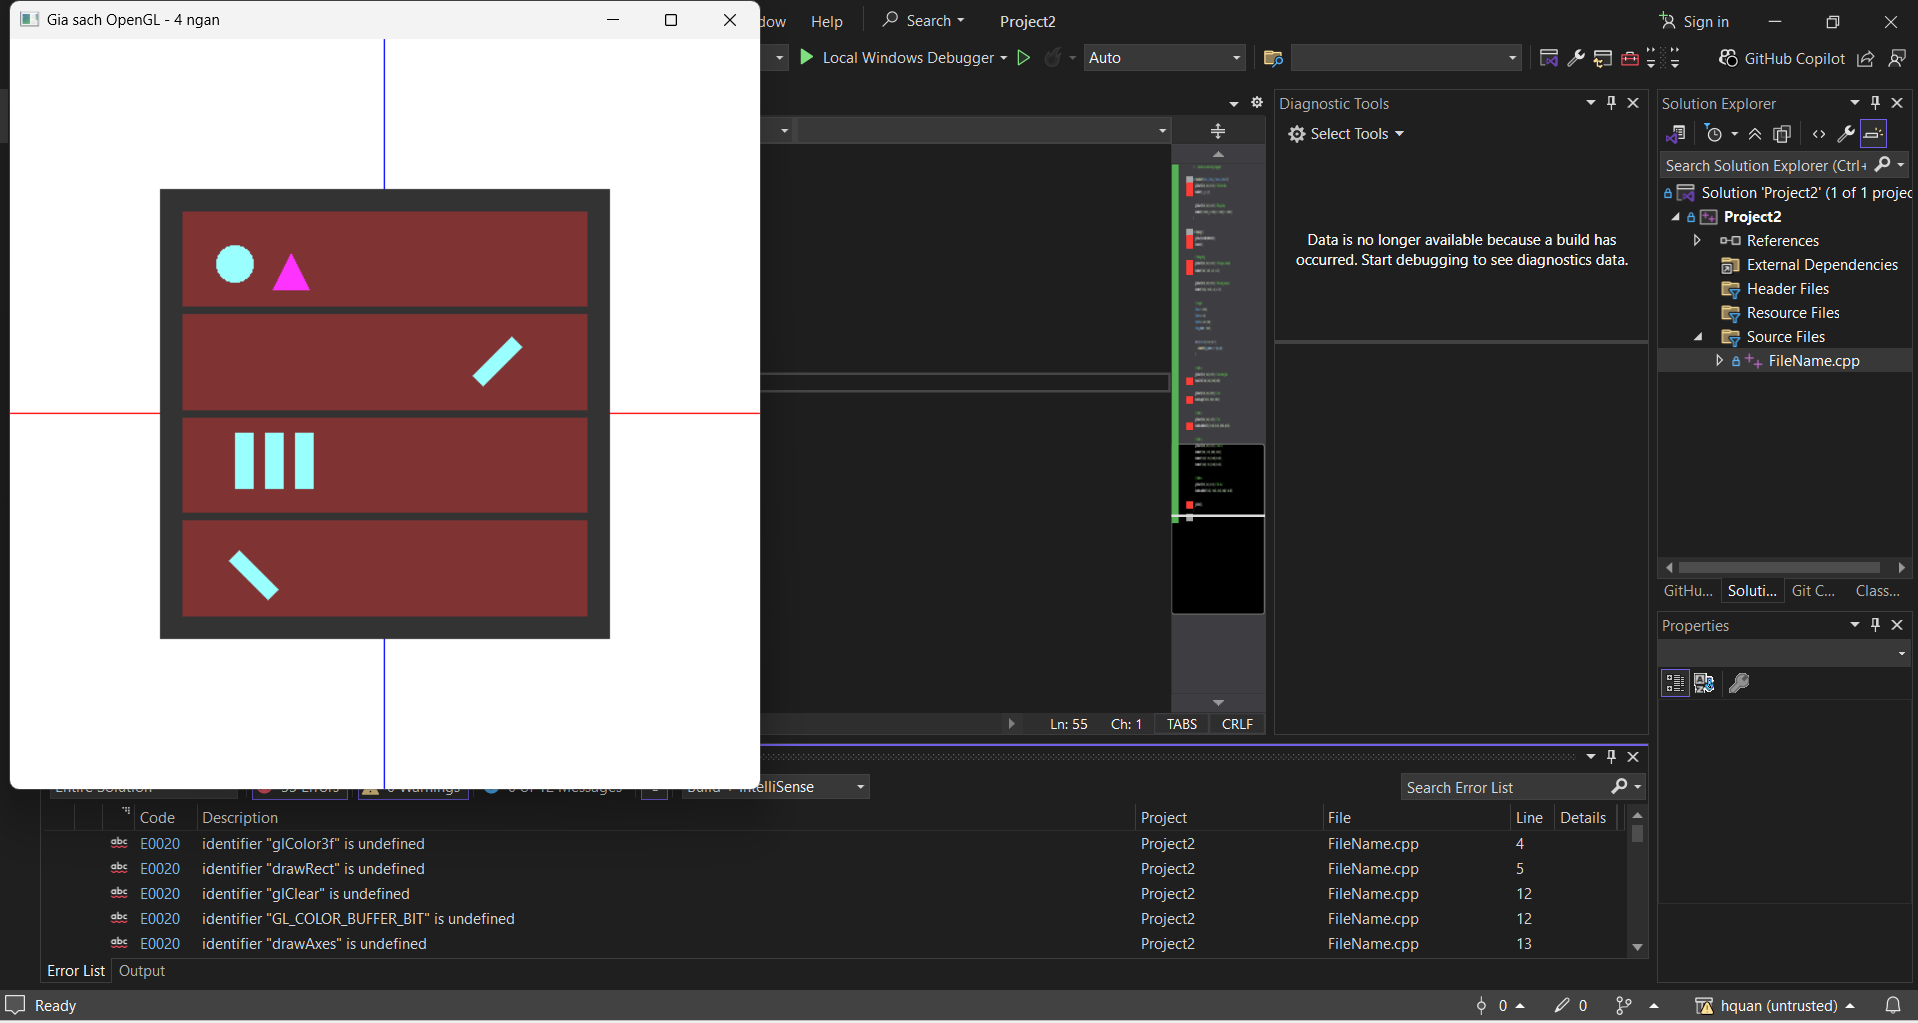 Gia sach OpenGL - 4 ngan
Help
Search
Project2
Sign in
Local Windows Debugger
Auto
GitHub Copilot
Diagnostic Tools
Select Tools
Data is no longer available because a build has
occurred. Start debugging to see diagnostics data.
Solution Explorer
Search Solution Explorer (Ctrl+
Solution 'Project2' (1 of 1 projec
Project2
References
External Dependencies
Header Files
Resource Files
Source Files
FileName.cpp
GitHu...
Soluti...
Git C...
Class...
Properties
Ln: 55
Ch: 1
TABS
CRLF
Search Error List
Code
Description
Project
File
Line
Details
abc E0020 identifier "glColor3f" is undefined Project2 FileName.cpp 4
abc E0020 identifier "drawRect" is undefined Project2 FileName.cpp 5
abc E0020 identifier "glClear" is undefined Project2 FileName.cpp 12
abc E0020 identifier "GL_COLOR_BUFFER_BIT" is undefined Project2 FileName.cpp 12
abc E0020 identifier "drawAxes" is undefined Project2 FileName.cpp 13
Error List
Output
Ready
0
0
hquan (untrusted)